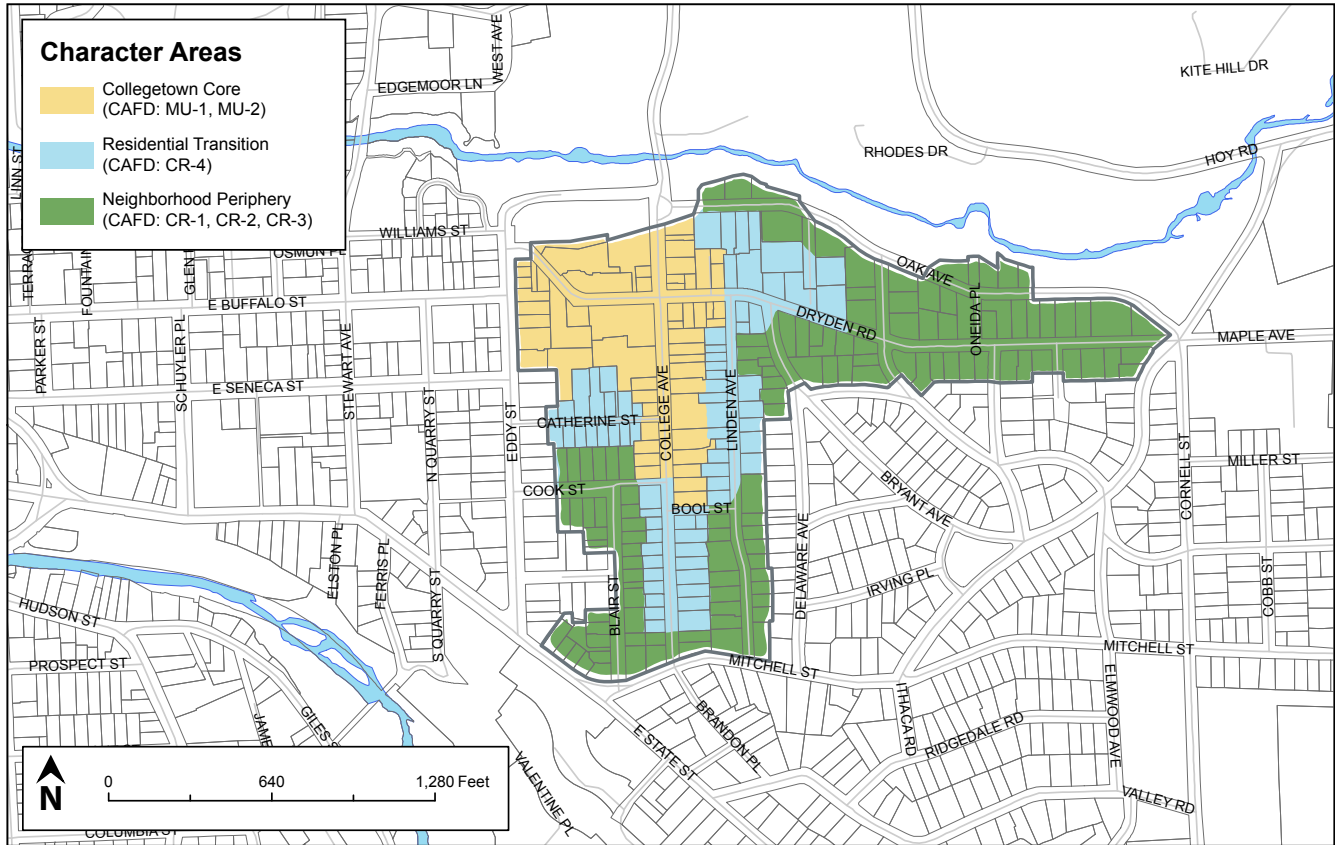 Character Areas
Collegetown Core
(CAFD: MU-1, MU-2)
Residential Transition
(CAFD: CR-4)
Neighborhood Periphery
(CAFD: CR-1, CR-2, CR-3)
WEST AVE
EDGEMOOR LN
KITE HILL DR
RHODES DR
HOY RD
LINN ST
WILLIAMS ST
OSMUN PL
TERRA
FOUNTAIN
GLEN
E BUFFALO ST
OAK AVE
ONEIDA PL
DRYDEN RD
MAPLE AVE
PARKER ST
SCHUYLER PL
STEWART AVE
E SENECA ST
N QUARRY ST
EDDY ST
CATHERINE ST
COLLEGE AVE
LINDEN AVE
COOK ST
BOOL ST
BRYANT AVE
CORNELL ST
MILLER ST
ELSTON PL
FERRIS PL
S QUARRY ST
BLAIR ST
DELAWARE AVE
IRVING PL
COBB ST
HUDSON ST
PROSPECT ST
MITCHELL ST
MITCHELL ST
ITHACA RD
ELMWOOD AVE
GILES S
JAME
E STATE ST
BRANDON PL
RIDGEDALE RD
VALENTINE PL
VALLEY RD
N
0 640 1,280 Feet
COLUMBIA ST